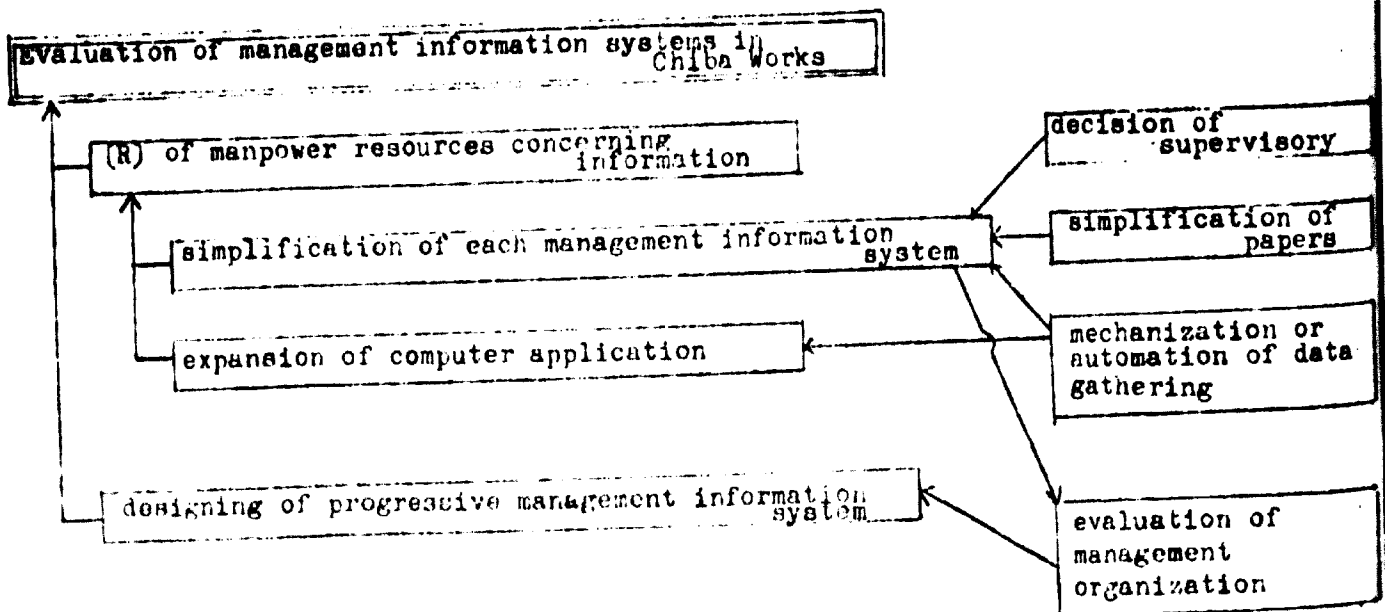 Evaluation of management information systems in
Chiba Works
(R) of manpower resources concerning
information
decision of
supervisory
simplification of each management information
system
simplification of
papers
expansion of computer application
mechanization or
automation of data
gathering
designing of progressive management information
system
evaluation of
management
organization